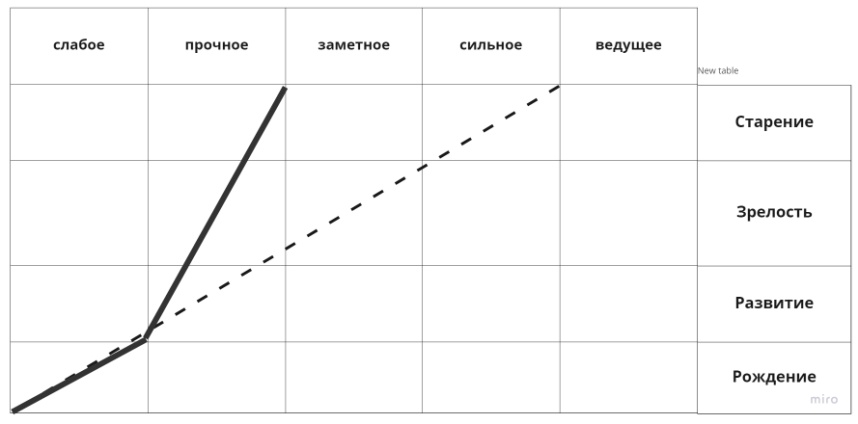 слабое
прочное
заметное
сильное
ведущее
New table
Старение
Зрелость
Развитие
Рождение
miro